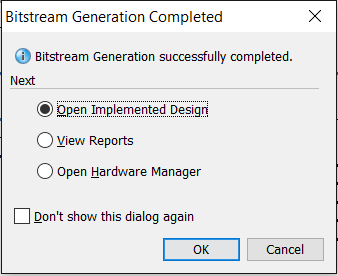 Bitstream Generation Completed
Bitstream Generation successfully completed.
Next
Open Implemented Design
View Reports
Open Hardware Manager
Don't show this dialog again
OK
Cancel